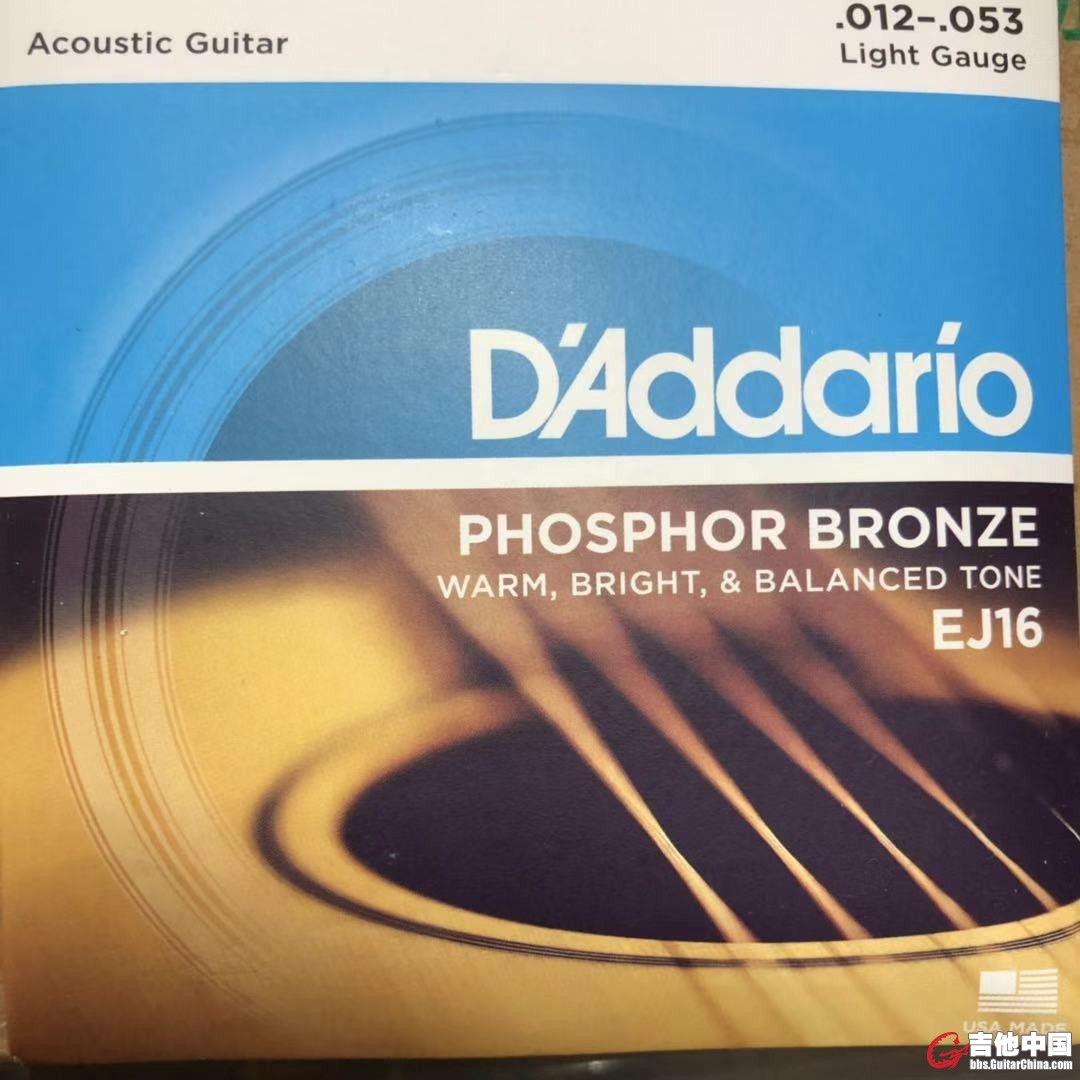 Acoustic Guitar
.012–.053
Light Gauge
D'Addario
PHOSPHOR BRONZE
WARM, BRIGHT, & BALANCED TONE
EJ16
USA MADE
吉他中国
bbs.GuitarChina.com